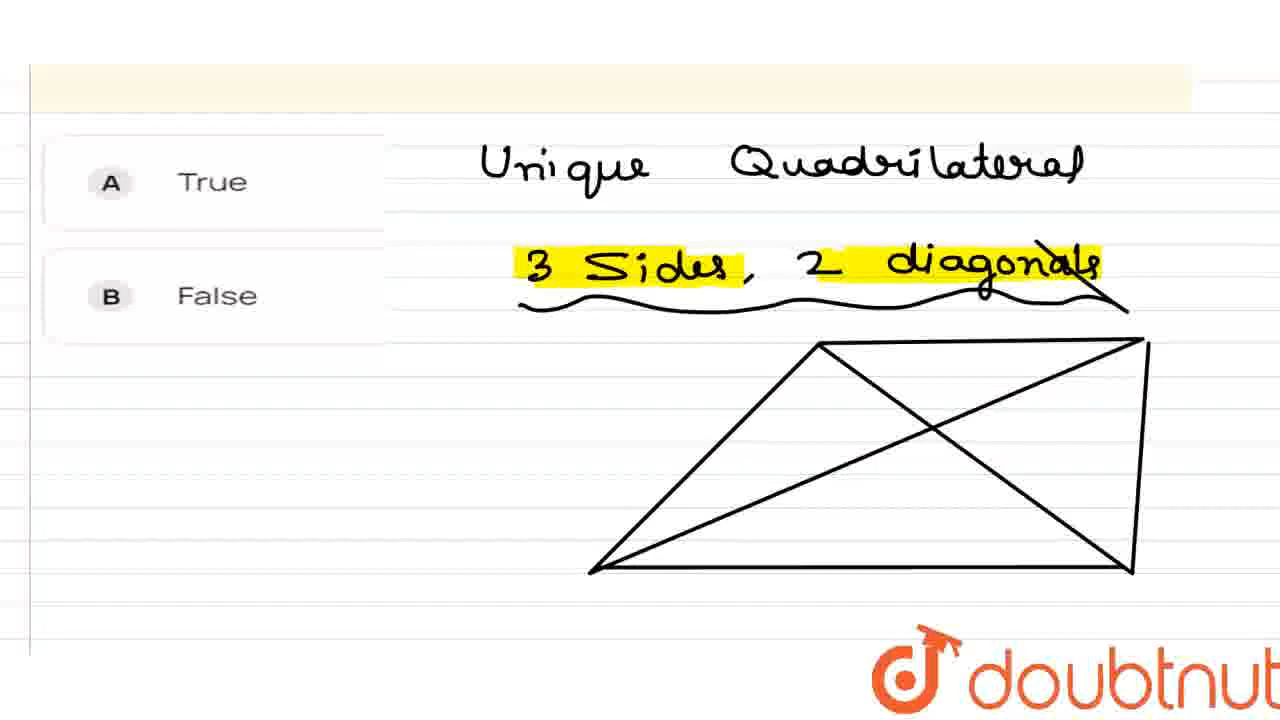 Unique Quadrilateral
A True
3 Sides, 2 diagonals
B False
doubtnut